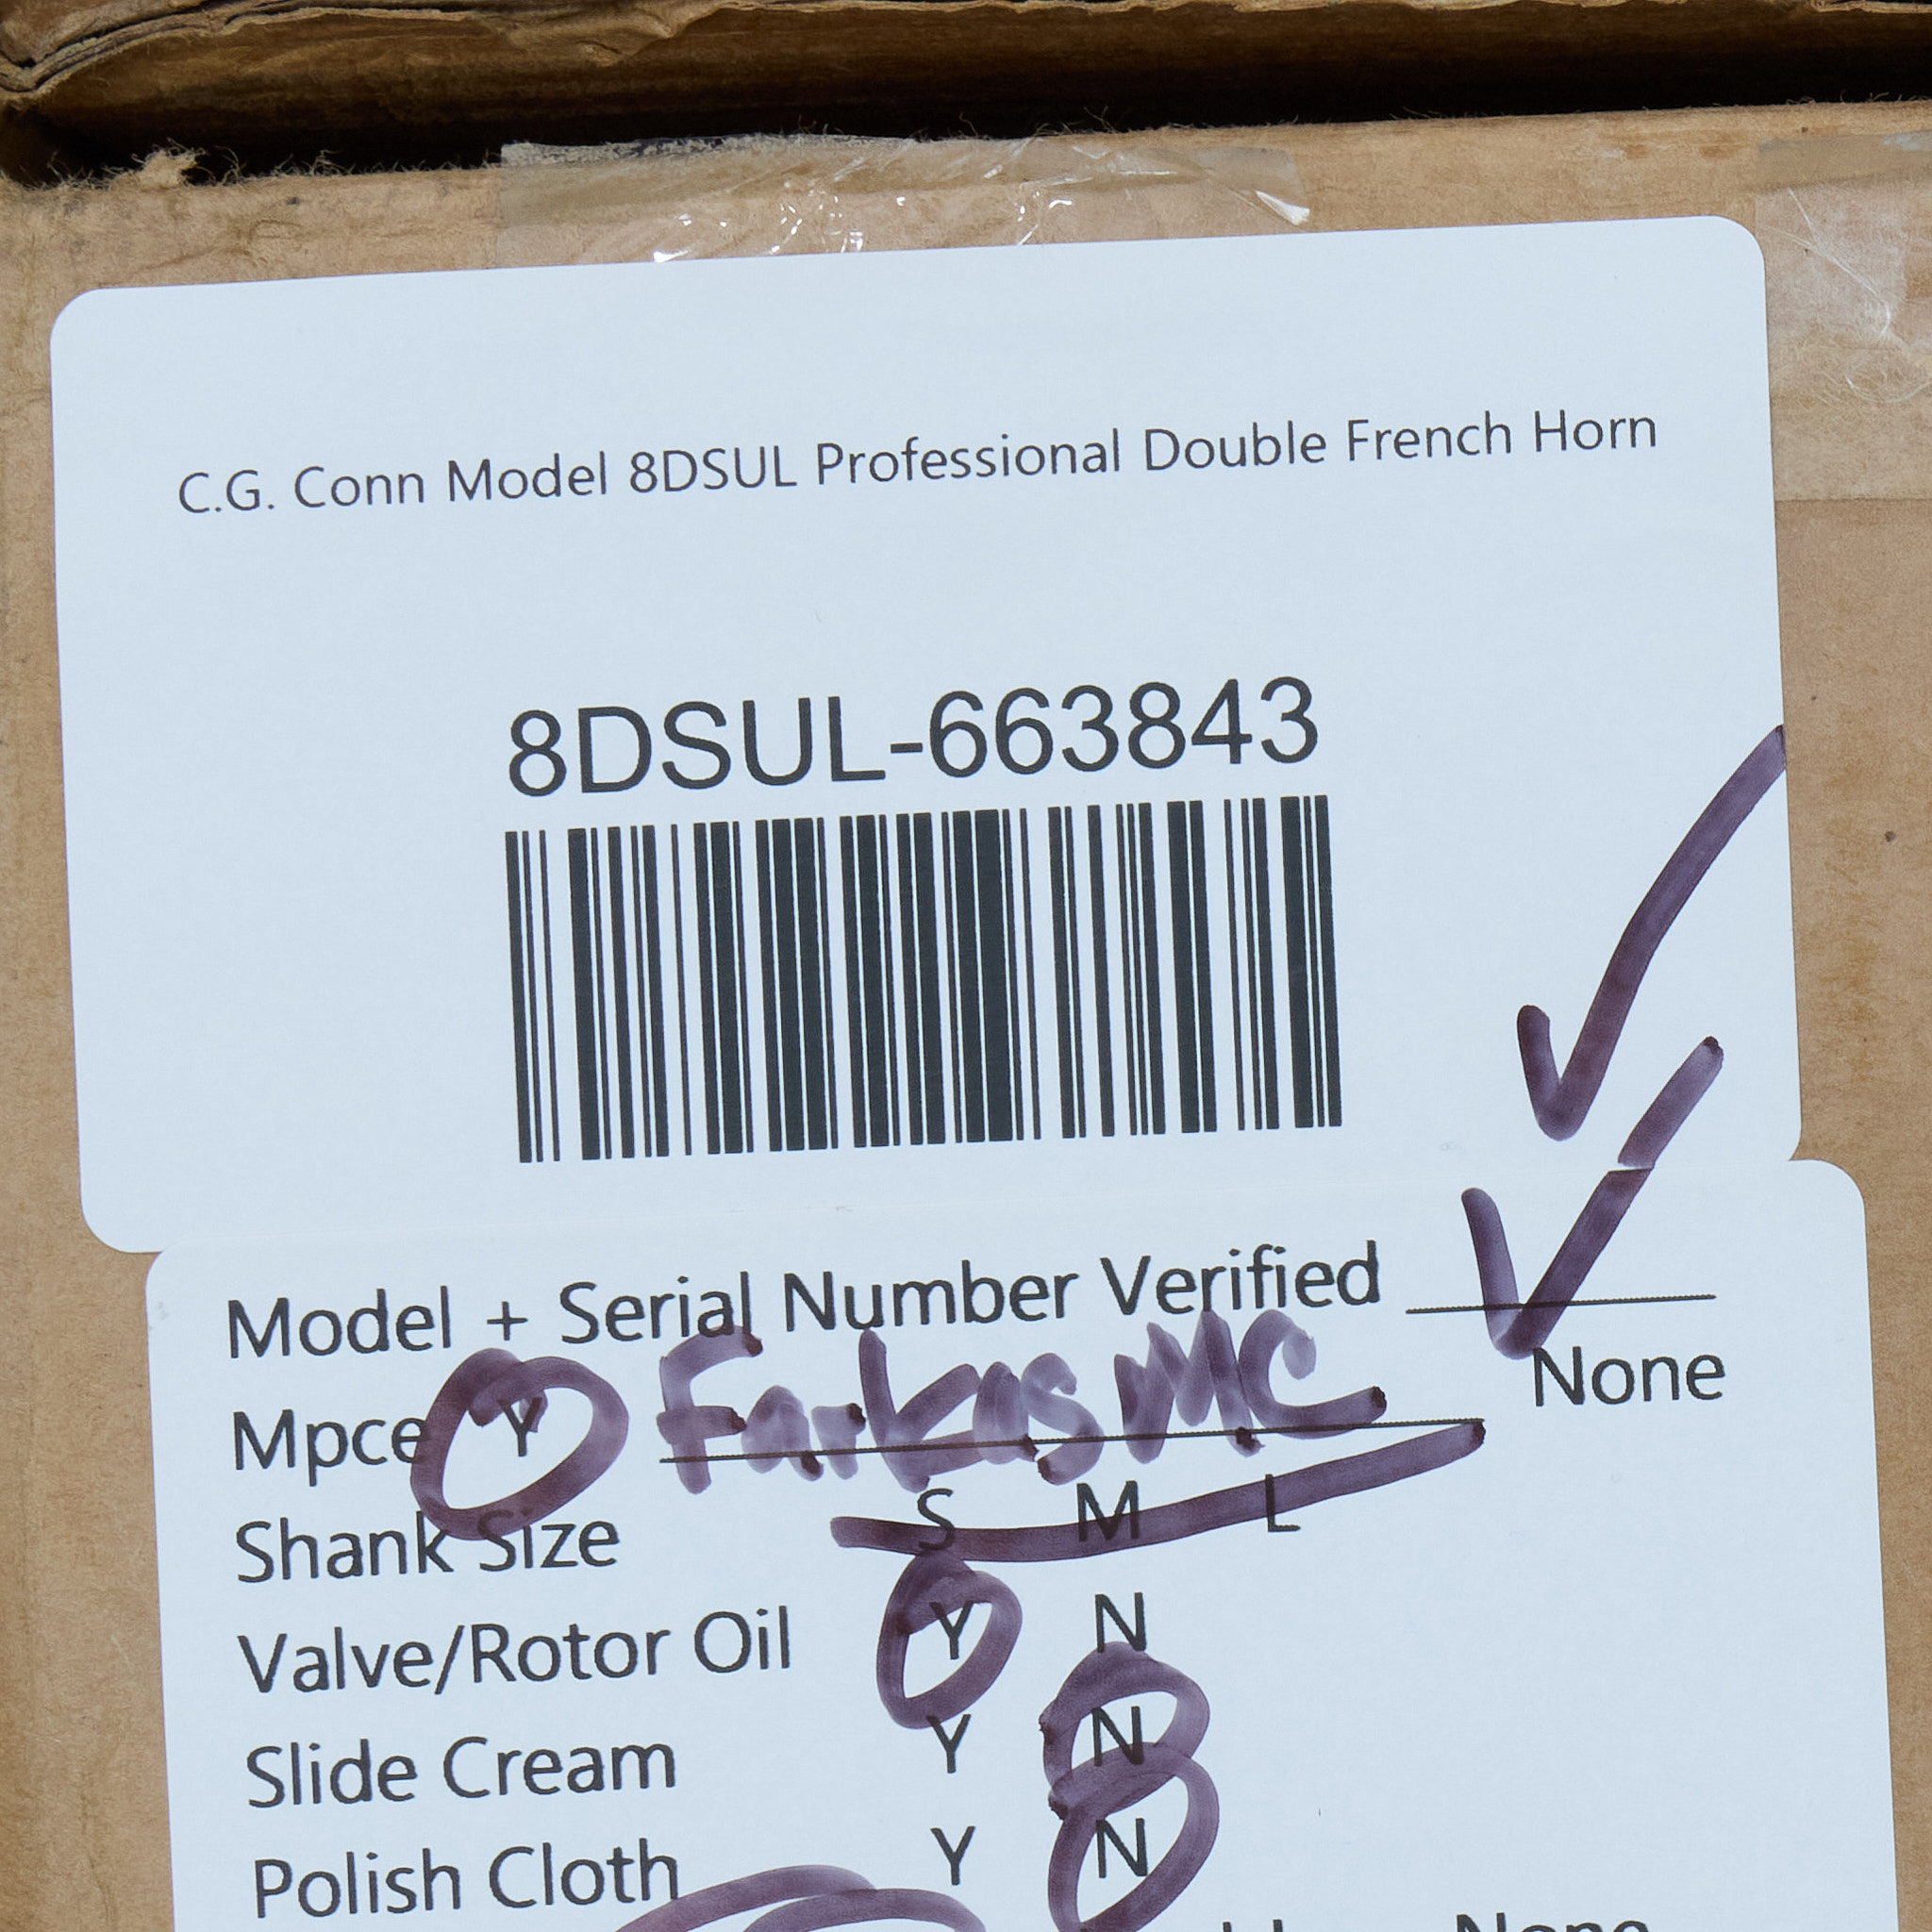 C.G. Conn Model 8DSUL Professional Double French Horn
8DSUL-663843
Model + Serial Number Verified
Mpce Y Farkas MC None
Shank Size S M L
Valve/Rotor Oil Y N
Slide Cream Y N
Polish Cloth Y N
None